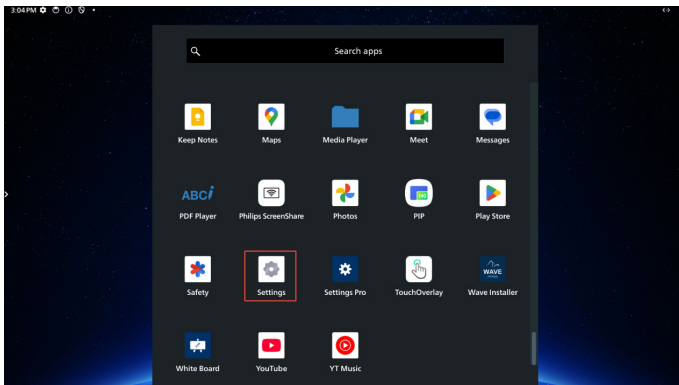 3:04 PM
Search apps
Keep Notes Maps Media Player Meet Messages
ABCi
PDF Player Philips ScreenShare Photos PIP Play Store
WAVE
Safety Settings Settings Pro TouchOverlay Wave Installer
White Board YouTube YT Music